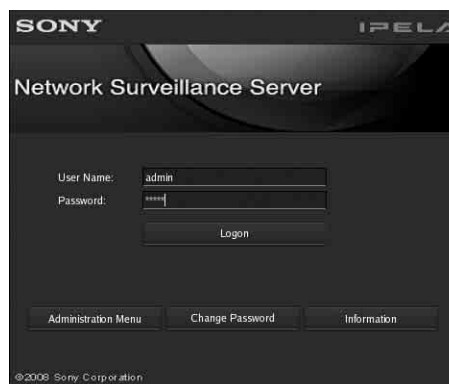 SONY
IPELA
Network Surveillance Server
User Name: admin
Password: *****
Logon
Administration Menu Change Password Information
©2008 Sony Corporation